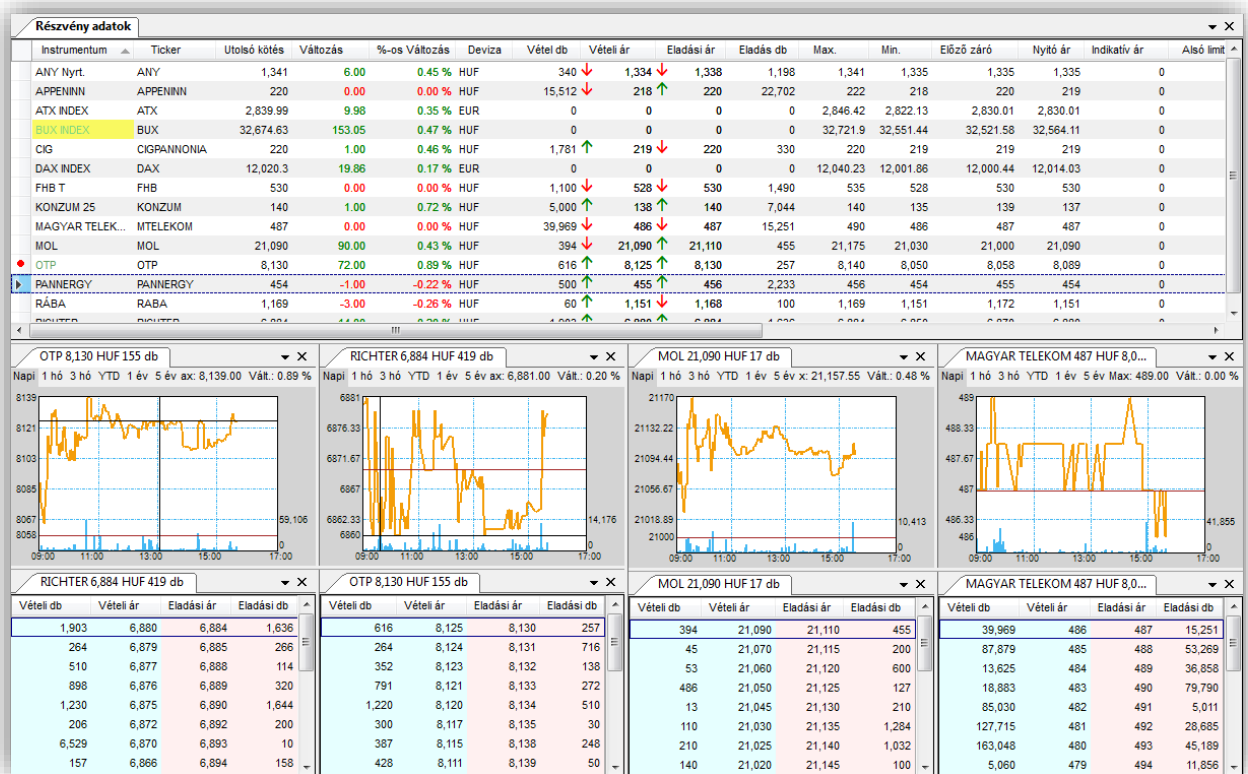 Részvény adatok
Instrumentum Ticker Utolsó kötés Változás %-os Változás Deviza Vétel db Vételi ár Eladási ár Eladás db Max. Min. Előző záró Nyitó ár Indikatív ár Alsó limit
ANY Nyrt. ANY 1,341 6.00 0.45 % HUF 340 1,334 1,338 1,198 1,341 1,335 1,335 1,335 0
APPENINN APPENINN 220 0.00 0.00 % HUF 15,512 218 220 22,702 222 218 220 219 0
ATX INDEX ATX 2,839.99 9.98 0.35 % EUR 0 0 0 0 2,846.42 2,822.13 2,830.01 2,830.01 0
BUX INDEX BUX 32,674.63 153.05 0.47 % HUF 0 0 0 0 32,721.9 32,551.44 32,521.58 32,564.11 0
CIG CIGPANNONIA 220 1.00 0.46 % HUF 1,781 219 220 330 220 219 219 219 0
DAX INDEX DAX 12,020.3 19.86 0.17 % EUR 0 0 0 0 12,040.23 12,001.86 12,000.44 12,014.03 0
FHB T FHB 530 0.00 0.00 % HUF 1,100 528 530 1,490 535 528 530 530 0
KONZUM 25 KONZUM 140 1.00 0.72 % HUF 5,000 138 140 7,044 140 135 139 137 0
MAGYAR TELEK... MTELEKOM 487 0.00 0.00 % HUF 39,969 486 487 15,251 490 486 487 487 0
MOL MOL 21,090 90.00 0.43 % HUF 394 21,090 21,110 455 21,175 21,030 21,000 21,090 0
OTP OTP 8,130 72.00 0.89 % HUF 616 8,125 8,130 257 8,140 8,050 8,058 8,089 0
PANNERGY PANNERGY 454 -1.00 -0.22 % HUF 500 455 456 2,233 456 454 455 454 0
RÁBA RABA 1,169 -3.00 -0.26 % HUF 60 1,151 1,168 100 1,169 1,151 1,172 1,151 0
OTP 8,130 HUF 155 db
Napi 1 hó 3 hó YTD 1 év 5 év ax: 8,139.00 Vált.: 0.89 %
8139
8121
8103
8085
8067
8058
59,106
0
09:00 11:00 13:00 15:00 17:00
RICHTER 6,884 HUF 419 db
Napi 1 hó 3 hó YTD 1 év 5 év ax: 6,881.00 Vált.: 0.20 %
6881
6876.33
6871.67
6867
6862.33
6860
14,176
0
09:00 11:00 13:00 15:00 17:00
MOL 21,090 HUF 17 db
Napi 1 hó 3 hó YTD 1 év 5 év x: 21,157.55 Vált.: 0.48 %
21170
21132.22
21094.44
21056.67
21018.89
21000
10,413
0
09:00 11:00 13:00 15:00 17:00
MAGYAR TELEKOM 487 HUF 8,0...
Napi 1 hó 3 hó YTD 1 év 5 év Max: 489.00 Vált.: 0.00 %
489
488.33
487.67
487
486.33
486
41,855
0
09:00 11:00 13:00 15:00 17:00
RICHTER 6,884 HUF 419 db
Vételi db Vételi ár Eladási ár Eladási db
1,903 6,880 6,884 1,636
264 6,879 6,885 266
510 6,877 6,888 114
898 6,876 6,889 320
1,230 6,875 6,890 1,644
206 6,872 6,892 200
6,529 6,870 6,893 10
157 6,866 6,894 158
OTP 8,130 HUF 155 db
Vételi db Vételi ár Eladási ár Eladási db
616 8,125 8,130 257
264 8,124 8,131 716
352 8,123 8,132 138
791 8,121 8,133 272
1,220 8,120 8,134 510
300 8,117 8,135 30
387 8,115 8,138 248
428 8,111 8,139 50
MOL 21,090 HUF 17 db
Vételi db Vételi ár Eladási ár Eladási db
394 21,090 21,110 455
45 21,070 21,115 200
53 21,060 21,120 600
486 21,050 21,125 127
13 21,045 21,130 210
110 21,030 21,135 1,284
210 21,025 21,140 1,032
140 21,020 21,145 100
MAGYAR TELEKOM 487 HUF 8,0...
Vételi db Vételi ár Eladási ár Eladási db
39,969 486 487 15,251
87,879 485 488 53,269
13,625 484 489 36,858
18,883 483 490 79,790
85,030 482 491 5,011
127,715 481 492 28,685
163,048 480 493 45,189
5,060 479 494 11,856